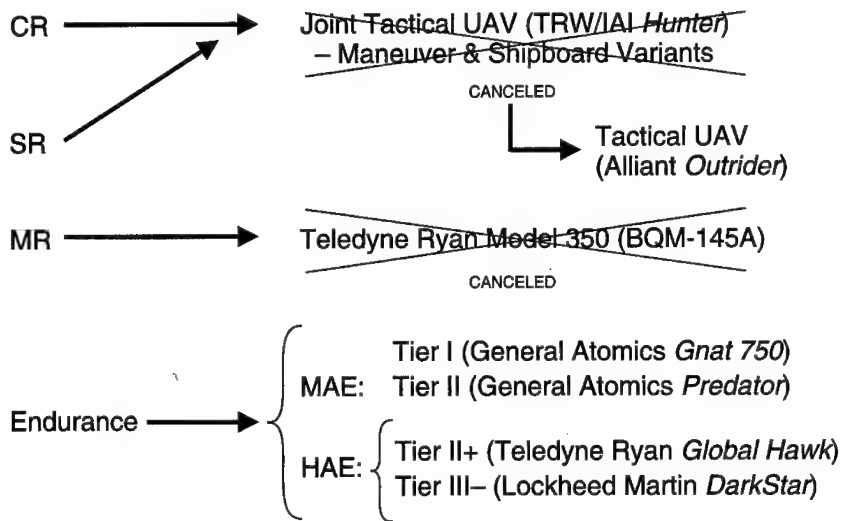 CR
Joint Tactical UAV (TRW/IAI Hunter)
– Maneuver & Shipboard Variants
CANCELED
SR
Tactical UAV
(Alliant Outrider)
MR
Teledyne Ryan Model 350 (BQM-145A)
CANCELED
Endurance
MAE:
Tier I (General Atomics Gnat 750)
Tier II (General Atomics Predator)
HAE:
Tier II+ (Teledyne Ryan Global Hawk)
Tier III– (Lockheed Martin DarkStar)